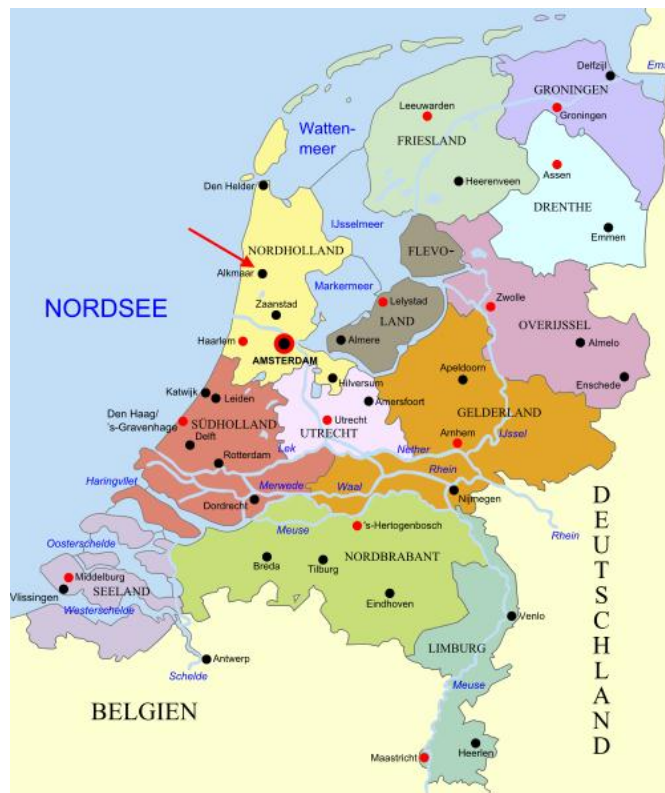 Delfzijl
Ems
GRONINGEN
Leeuwarden
Groningen
Watten-
meer
FRIESLAND
Assen
Den Helder
Heerenveen
DRENTHE
IJsselmeer
Emmen
NORDHOLLAND
FLEVO-
Alkmaar
Markermeer
Zwolle
NORDSEE
Zaanstad
Lelystad
LAND
OVERIJSSEL
Haarlem
Almere
Almelo
AMSTERDAM
Apeldoorn
Hilversum
Enschede
Katwijk
Leiden
Amersfoort
GELDERLAND
Den Haag/
's-Gravenhage
SÜDHOLLAND
Utrecht
UTRECHT
Arnhem
IJssel
Delft
Lek
Nether
Rotterdam
Rhein
Haringvliet
Merwede
Waal
Dordrecht
Nijmegen
Meuse
's-Hertogenbosch
Rhein
Oosterschelde
NORDBRABANT
Breda
Tilburg
Middelburg
SEELAND
Vlissingen
Westerschelde
Eindhoven
Venlo
LIMBURG
Antwerp
Schelde
Meuse
BELGIEN
DEUTSCHLAND
Maastricht
Heerlen